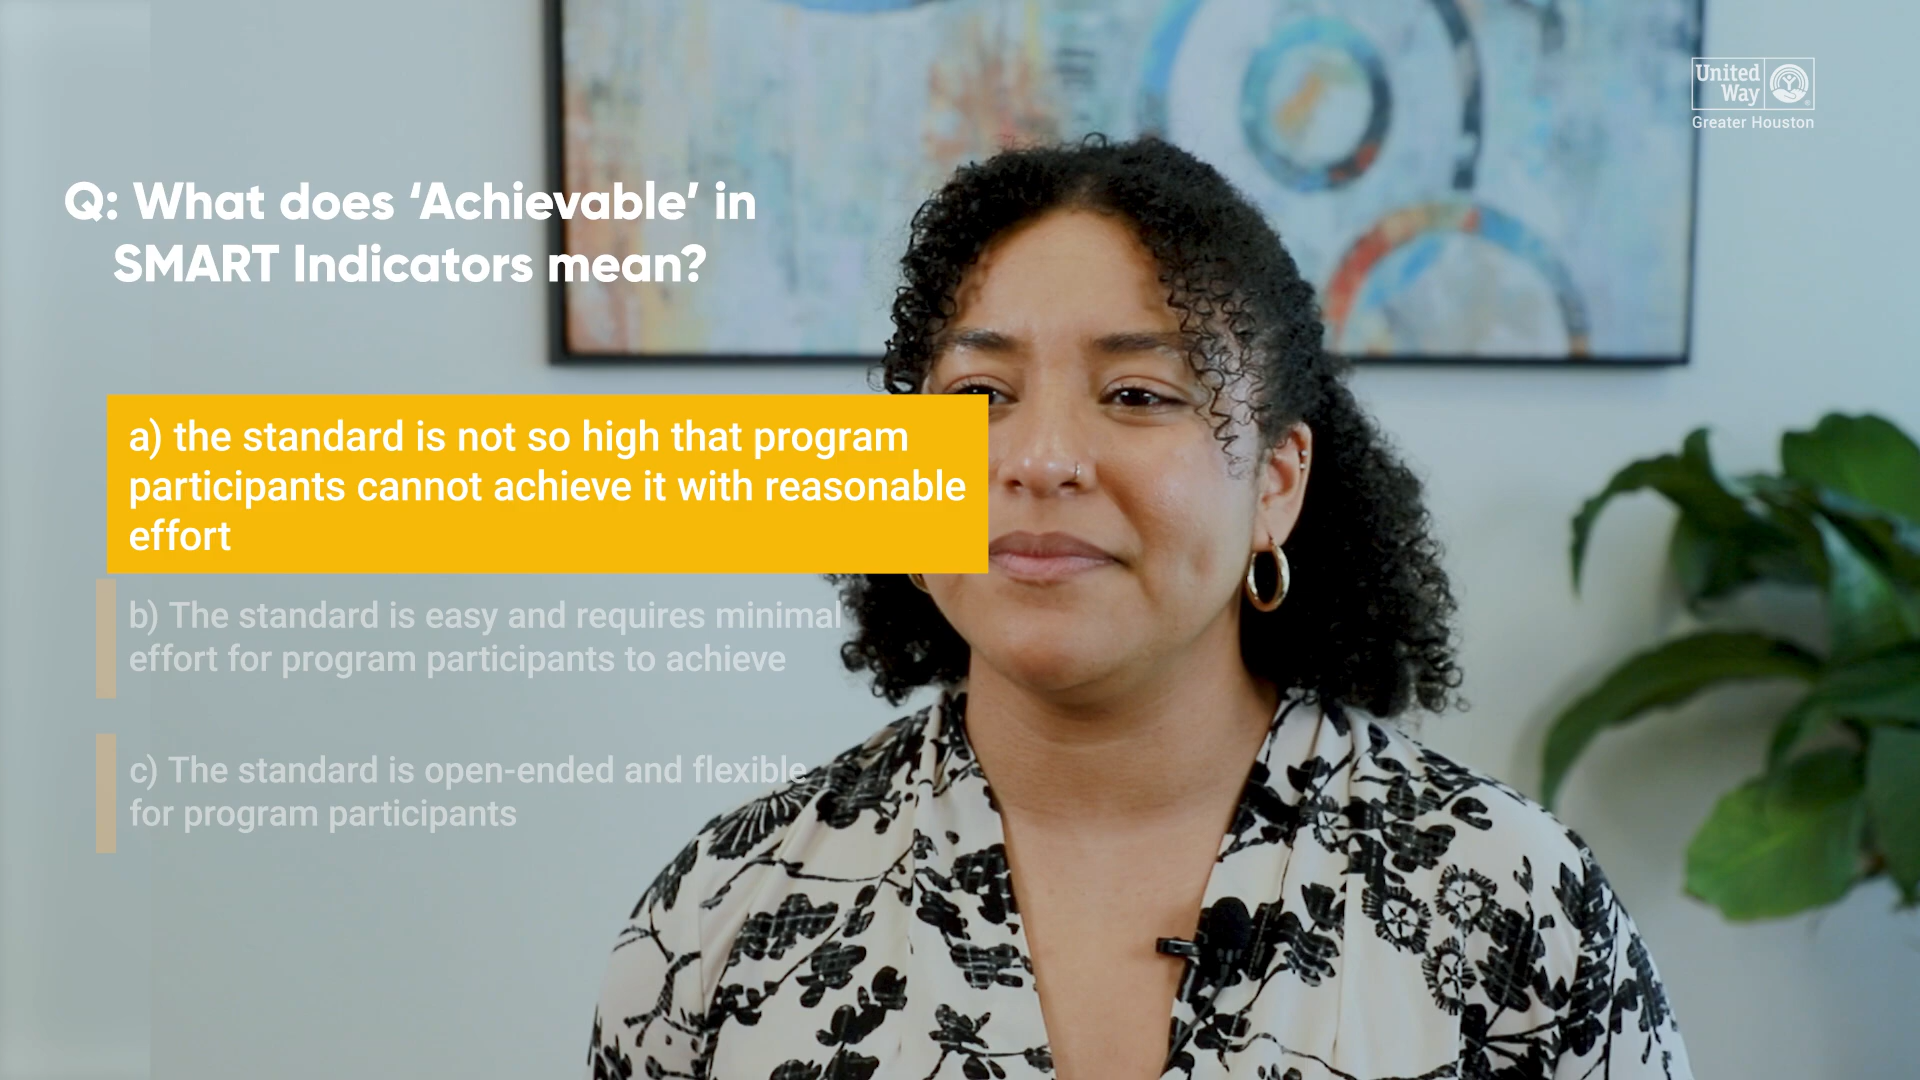 United
Way
Greater Houston
Q: What does ‘Achievable’ in
SMART Indicators mean?
a) the standard is not so high that program
participants cannot achieve it with reasonable
effort
b) The standard is easy and requires minimal
effort for program participants to achieve
c) The standard is open-ended and flexible
for program participants